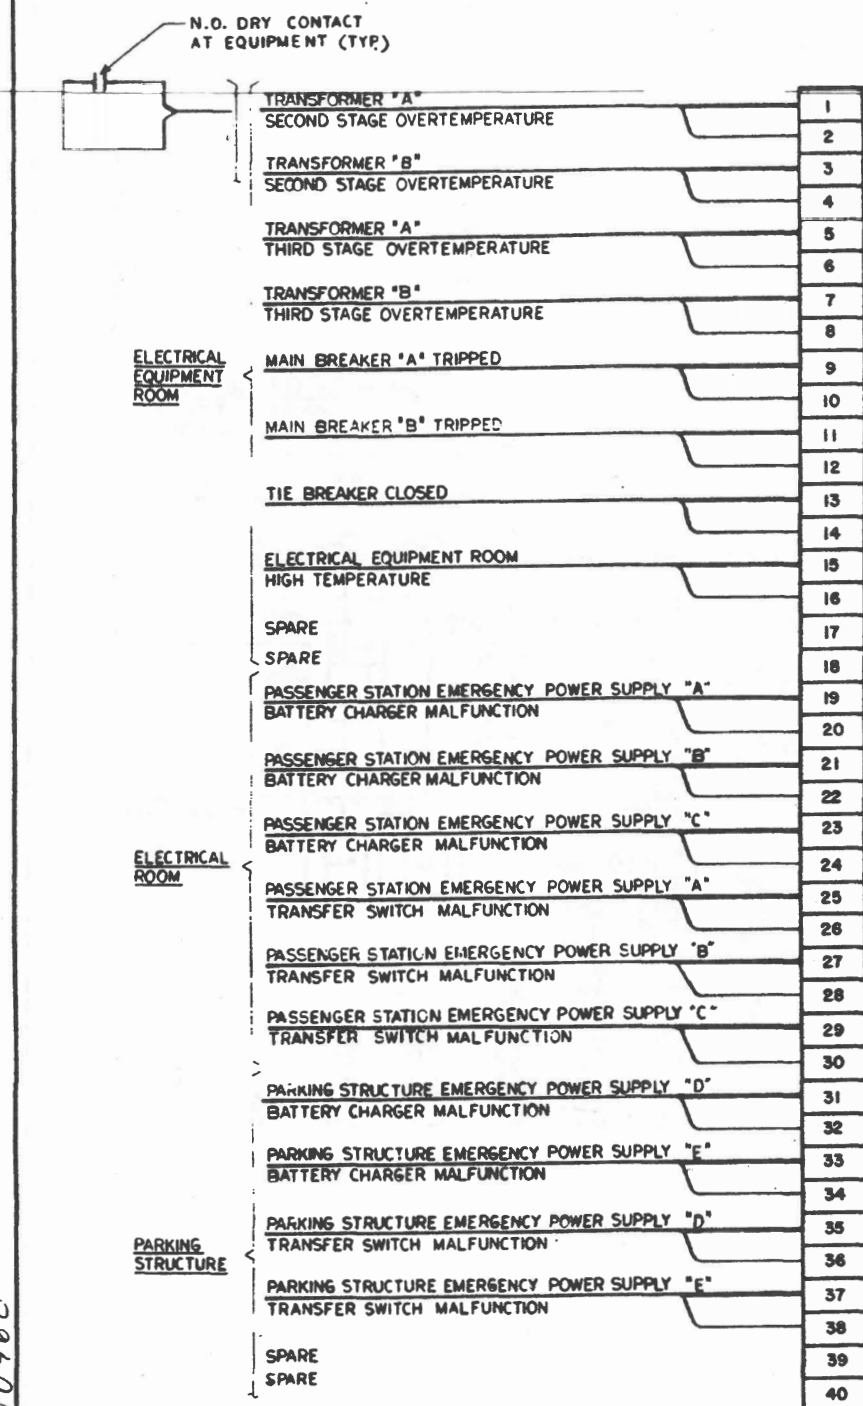 N.O. DRY CONTACT
AT EQUIPMENT (TYP.)
TRANSFORMER "A"
SECOND STAGE OVERTEMPERATURE
1
2
TRANSFORMER "B"
SECOND STAGE OVERTEMPERATURE
3
4
TRANSFORMER "A"
THIRD STAGE OVERTEMPERATURE
5
6
TRANSFORMER "B"
THIRD STAGE OVERTEMPERATURE
7
8
ELECTRICAL
EQUIPMENT
ROOM
MAIN BREAKER "A" TRIPPED
9
10
MAIN BREAKER "B" TRIPPED
11
12
TIE BREAKER CLOSED
13
14
ELECTRICAL EQUIPMENT ROOM
HIGH TEMPERATURE
15
16
SPARE
17
SPARE
18
PASSENGER STATION EMERGENCY POWER SUPPLY "A"
BATTERY CHARGER MALFUNCTION
19
20
PASSENGER STATION EMERGENCY POWER SUPPLY "B"
BATTERY CHARGER MALFUNCTION
21
22
PASSENGER STATION EMERGENCY POWER SUPPLY "C"
BATTERY CHARGER MALFUNCTION
23
24
ELECTRICAL
ROOM
PASSENGER STATION EMERGENCY POWER SUPPLY "A"
TRANSFER SWITCH MALFUNCTION
25
26
PASSENGER STATION EMERGENCY POWER SUPPLY "B"
TRANSFER SWITCH MALFUNCTION
27
28
PASSENGER STATION EMERGENCY POWER SUPPLY "C"
TRANSFER SWITCH MALFUNCTION
29
30
PARKING STRUCTURE EMERGENCY POWER SUPPLY "D"
BATTERY CHARGER MALFUNCTION
31
32
PARKING STRUCTURE EMERGENCY POWER SUPPLY "E"
BATTERY CHARGER MALFUNCTION
33
34
PARKING
STRUCTURE
PARKING STRUCTURE EMERGENCY POWER SUPPLY "D"
TRANSFER SWITCH MALFUNCTION
35
36
PARKING STRUCTURE EMERGENCY POWER SUPPLY "E"
TRANSFER SWITCH MALFUNCTION
37
38
SPARE
39
SPARE
40